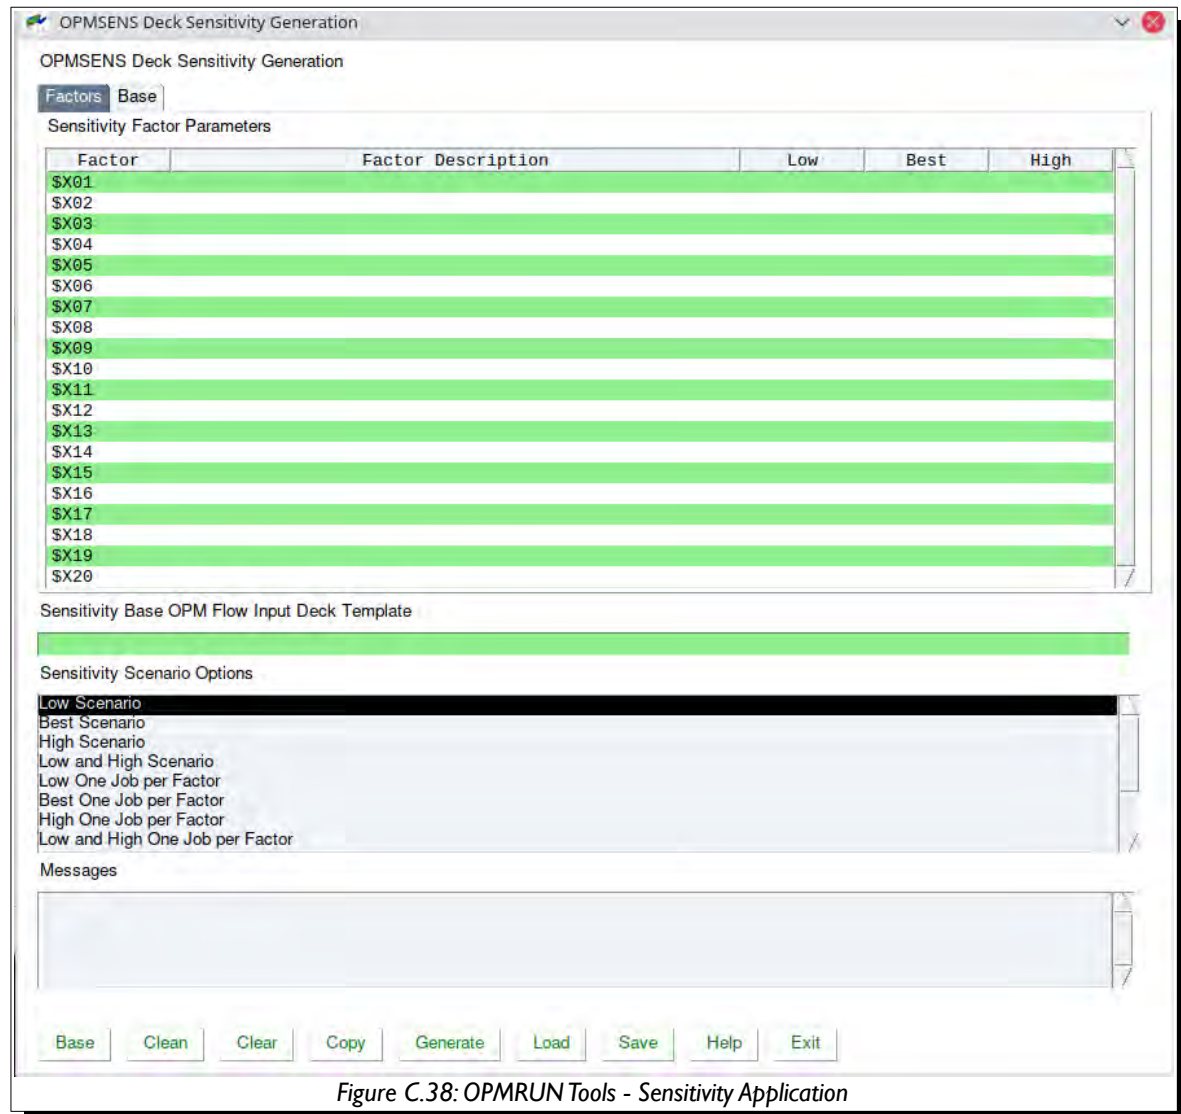 OPMSENS Deck Sensitivity Generation
OPMSENS Deck Sensitivity Generation
Factors Base
Sensitivity Factor Parameters
Factor Factor Description Low Best High
$X01
$X02
$X03
$X04
$X05
$X06
$X07
$X08
$X09
$X10
$X11
$X12
$X13
$X14
$X15
$X16
$X17
$X18
$X19
$X20
Sensitivity Base OPM Flow Input Deck Template
Sensitivity Scenario Options
Low Scenario
Best Scenario
High Scenario
Low and High Scenario
Low One Job per Factor
Best One Job per Factor
High One Job per Factor
Low and High One Job per Factor
Messages
Base Clean Clear Copy Generate Load Save Help Exit
Figure C.38: OPMRUN Tools - Sensitivity Application